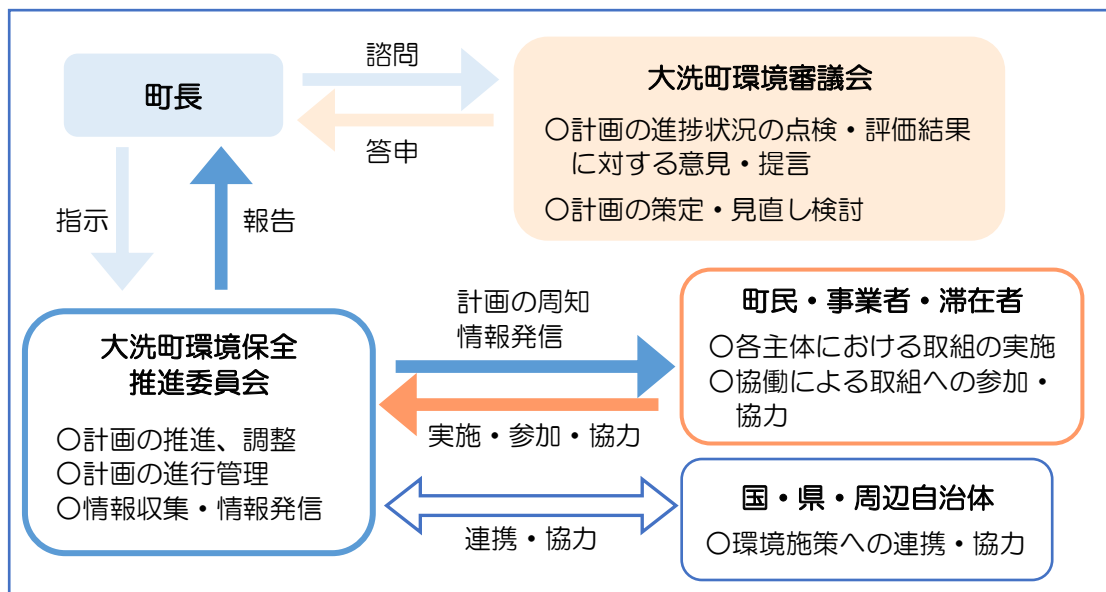 諮問
町長
答申
大洗町環境審議会
〇計画の進捗状況の点検・評価結果
に対する意見・提言
〇計画の策定・見直し検討
指示
報告
大洗町環境保全
推進委員会
〇計画の推進、調整
〇計画の進行管理
〇情報収集・情報発信
計画の周知
情報発信
実施・参加・協力
町民・事業者・滞在者
〇各主体における取組の実施
〇協働による取組への参加・
協力
連携・協力
国・県・周辺自治体
〇環境施策への連携・協力